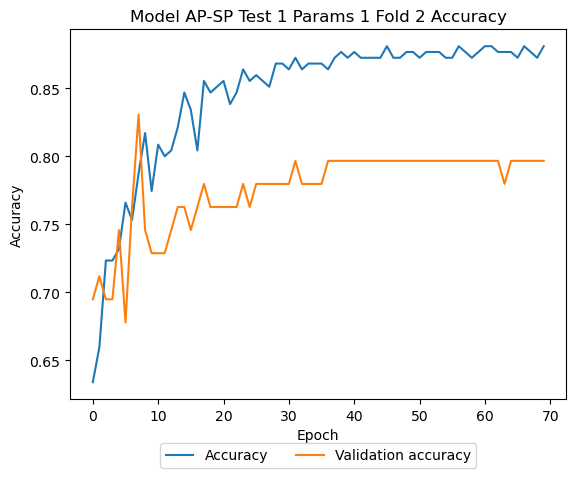 Model AP-SP Test 1 Params 1 Fold 2 Accuracy
0.85
0.80
0.75
0.70
0.65
Accuracy
0 10 20 30 40 50 60 70
Epoch
Accuracy Validation accuracy